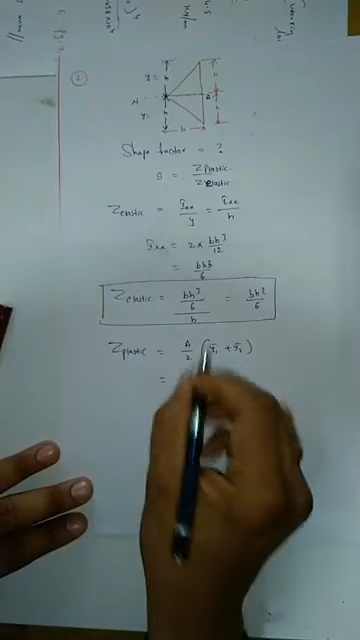 ①
y = h
h
N
A
y = h
h
b
Shape factor = ?
S = Zplastic / Zelastic
Zelastic = Ixx / y = Ixx / h
Ixx = 2 × bh³ / 12
= bh³ / 6
Zelastic = bh³ / 6 / h = bh² / 6
Zplastic = A / 2 ( ȳ₁ + ȳ₂ )
=